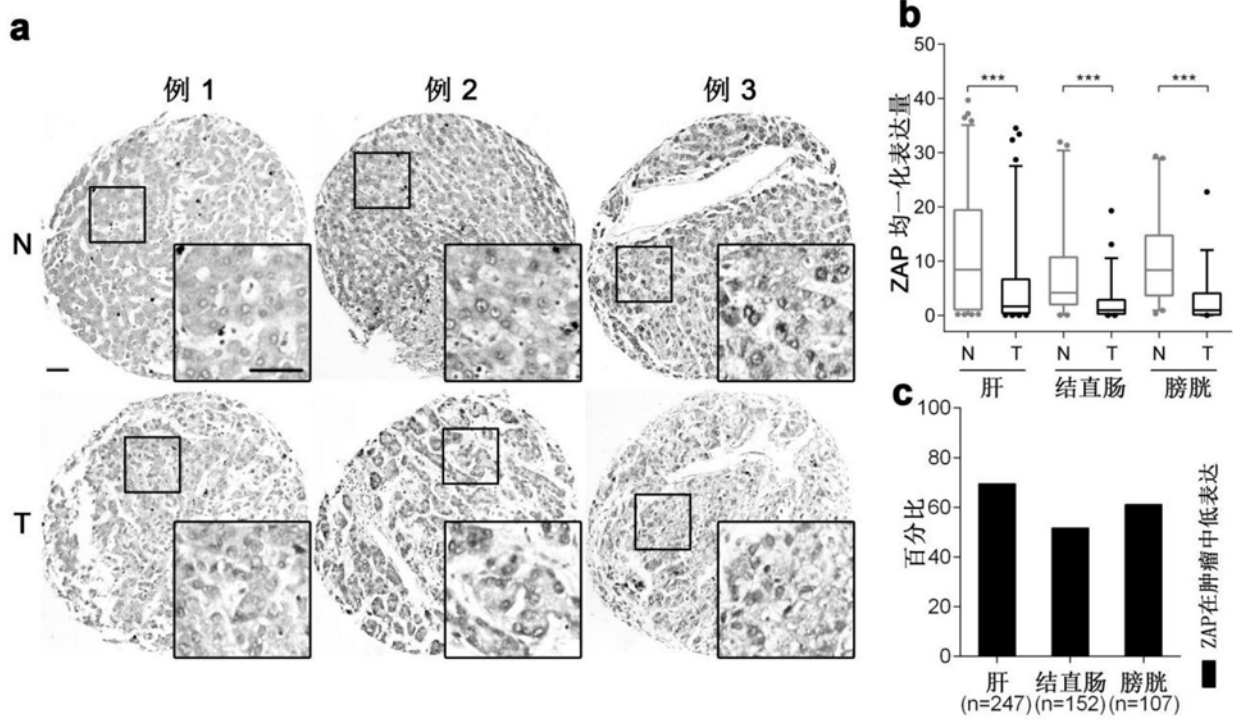 a
例 1
例 2
例 3
N
T
b
ZAP 均一化表达量
50
40
30
20
10
0
*** *** ***
N T N T N T
肝 结直肠 膀胱
c
百分比
100
80
60
40
20
0
肝 结直肠 膀胱
(n=247) (n=152) (n=107)
ZAP在肿瘤中低表达